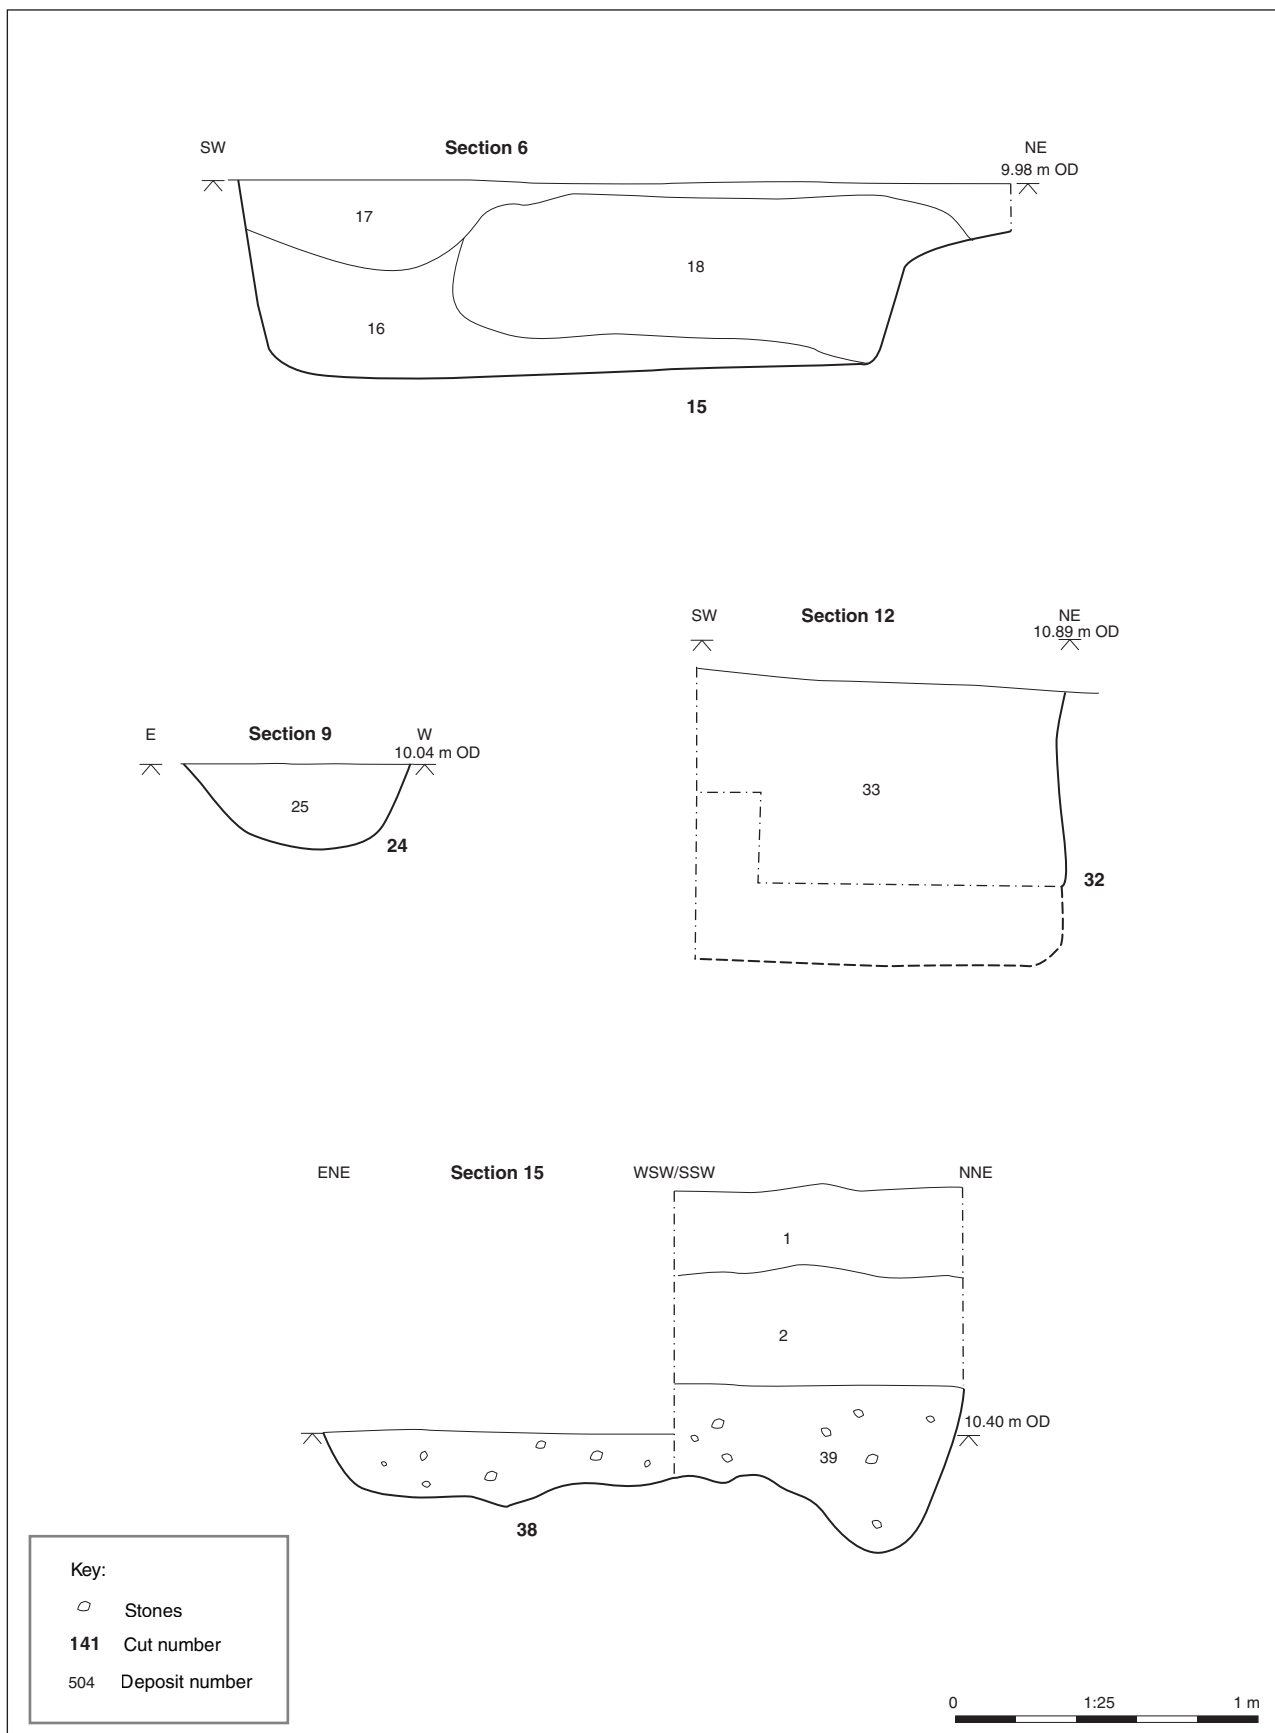 SW Section 6 NE
9.98 m OD
17
18
16
15
SW Section 12 NE
10.89 m OD
E Section 9 W
10.04 m OD
33
25
24
32
ENE Section 15 WSW/SSW NNE
1
2
10.40 m OD
39
38
Key:
Stones
141 Cut number
504 Deposit number
0 1:25 1 m